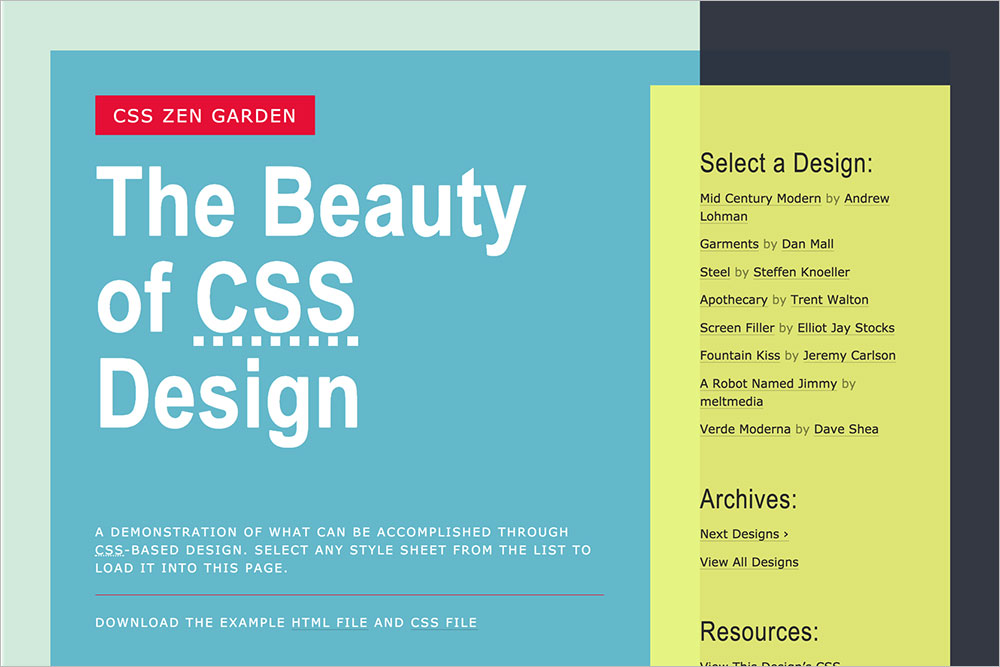 CSS ZEN GARDEN
The Beauty
of CSS
Design
A DEMONSTRATION OF WHAT CAN BE ACCOMPLISHED THROUGH
CSS-BASED DESIGN. SELECT ANY STYLE SHEET FROM THE LIST TO
LOAD IT INTO THIS PAGE.
DOWNLOAD THE EXAMPLE HTML FILE AND CSS FILE
Select a Design:
Mid Century Modern by Andrew
Lohman
Garments by Dan Mall
Steel by Steffen Knoeller
Apothecary by Trent Walton
Screen Filler by Elliot Jay Stocks
Fountain Kiss by Jeremy Carlson
A Robot Named Jimmy by
meltmedia
Verde Moderna by Dave Shea
Archives:
Next Designs ›
View All Designs
Resources:
View This Design’s CSS